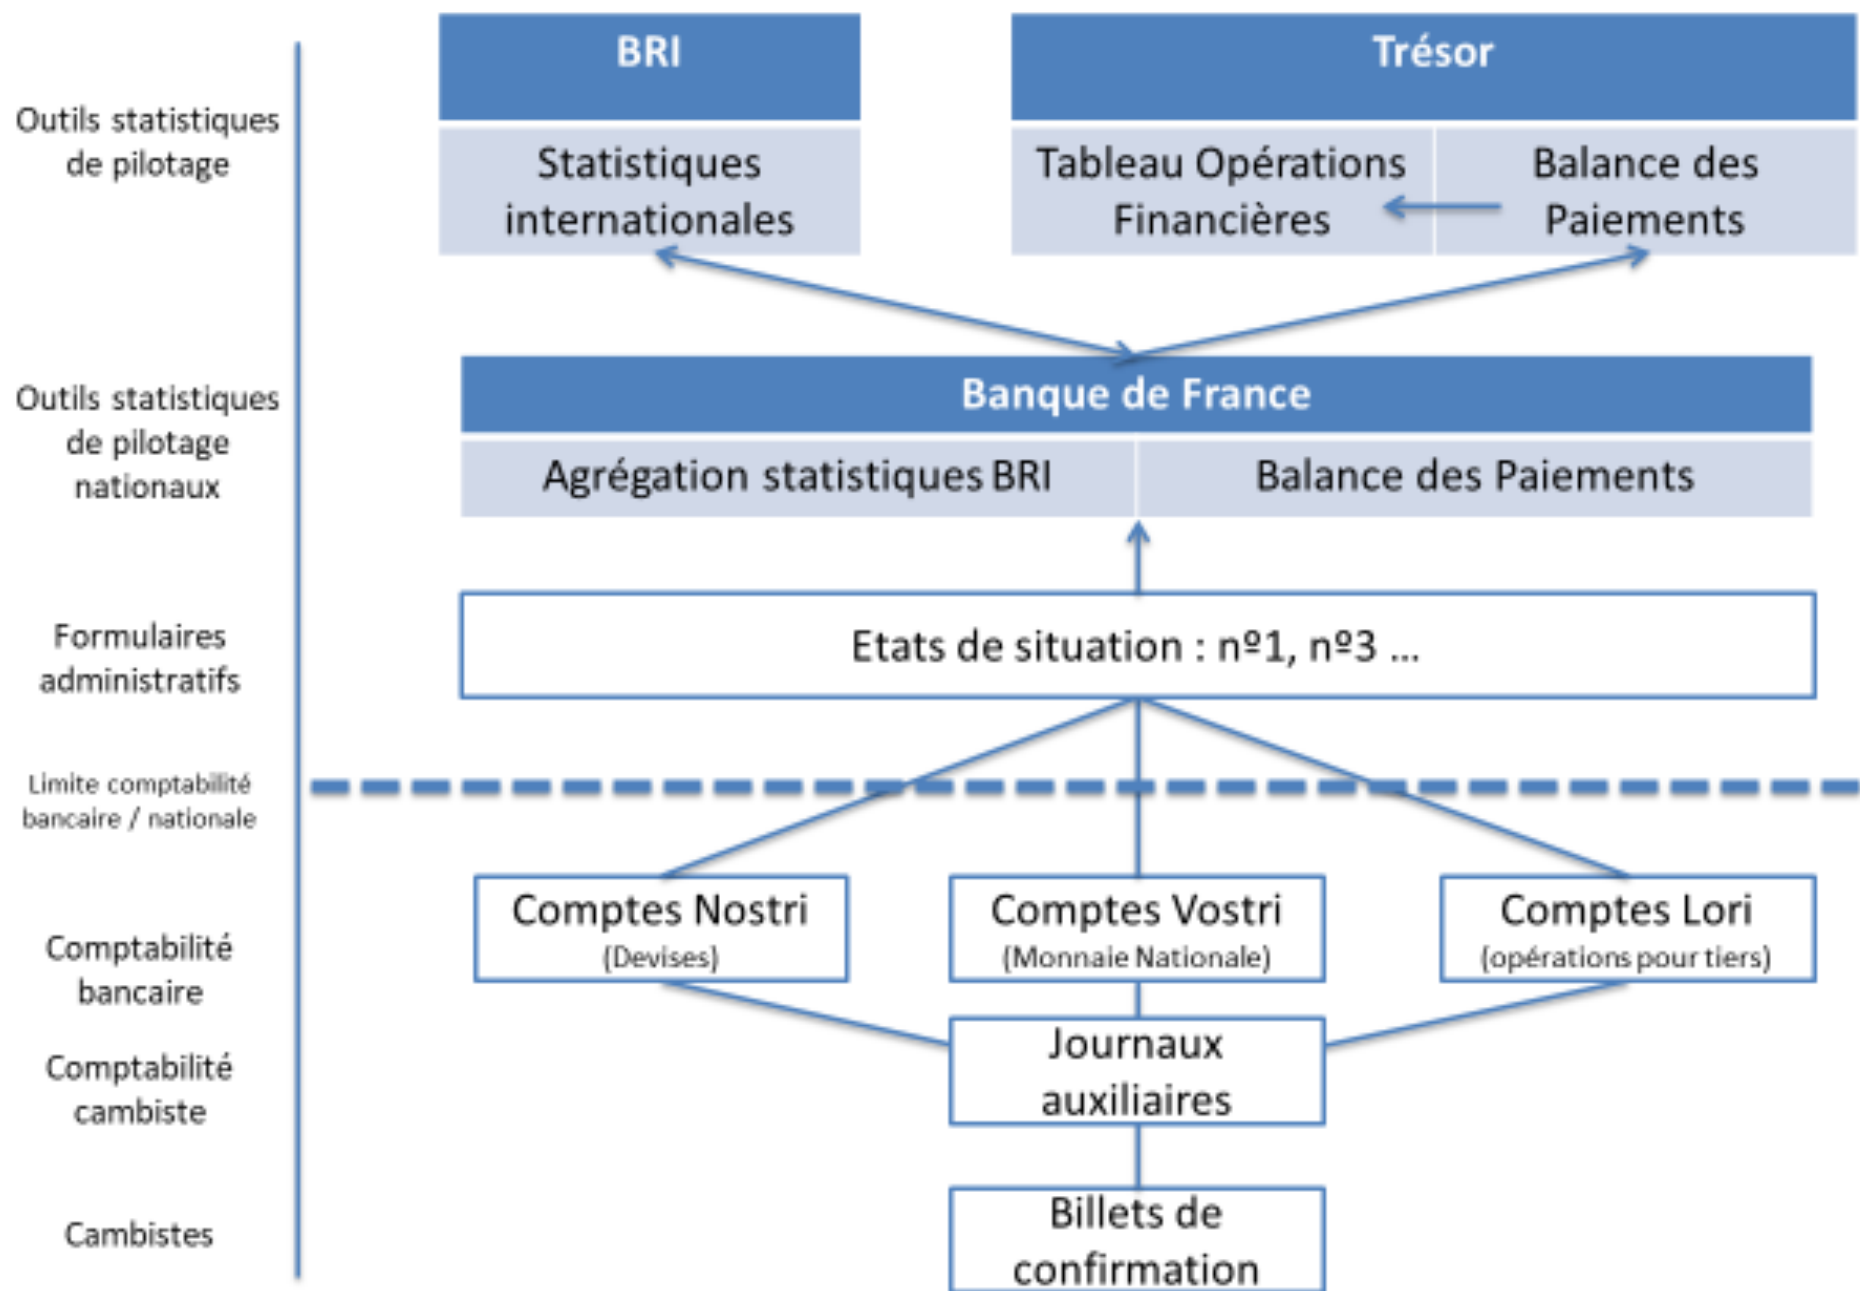 BRI
Trésor
Outils statistiques
de pilotage
Statistiques
internationales
Tableau Opérations
Financières
Balance des
Paiements
Outils statistiques
de pilotage
nationaux
Banque de France
Agrégation statistiques BRI
Balance des Paiements
Formulaires
administratifs
Etats de situation : nº1, nº3 ...
Limite comptabilité
bancaire / nationale
Comptabilité
bancaire
Comptes Nostri
(Devises)
Comptes Vostri
(Monnaie Nationale)
Comptes Lori
(opérations pour tiers)
Comptabilité
cambiste
Journaux
auxiliaires
Cambistes
Billets de
confirmation